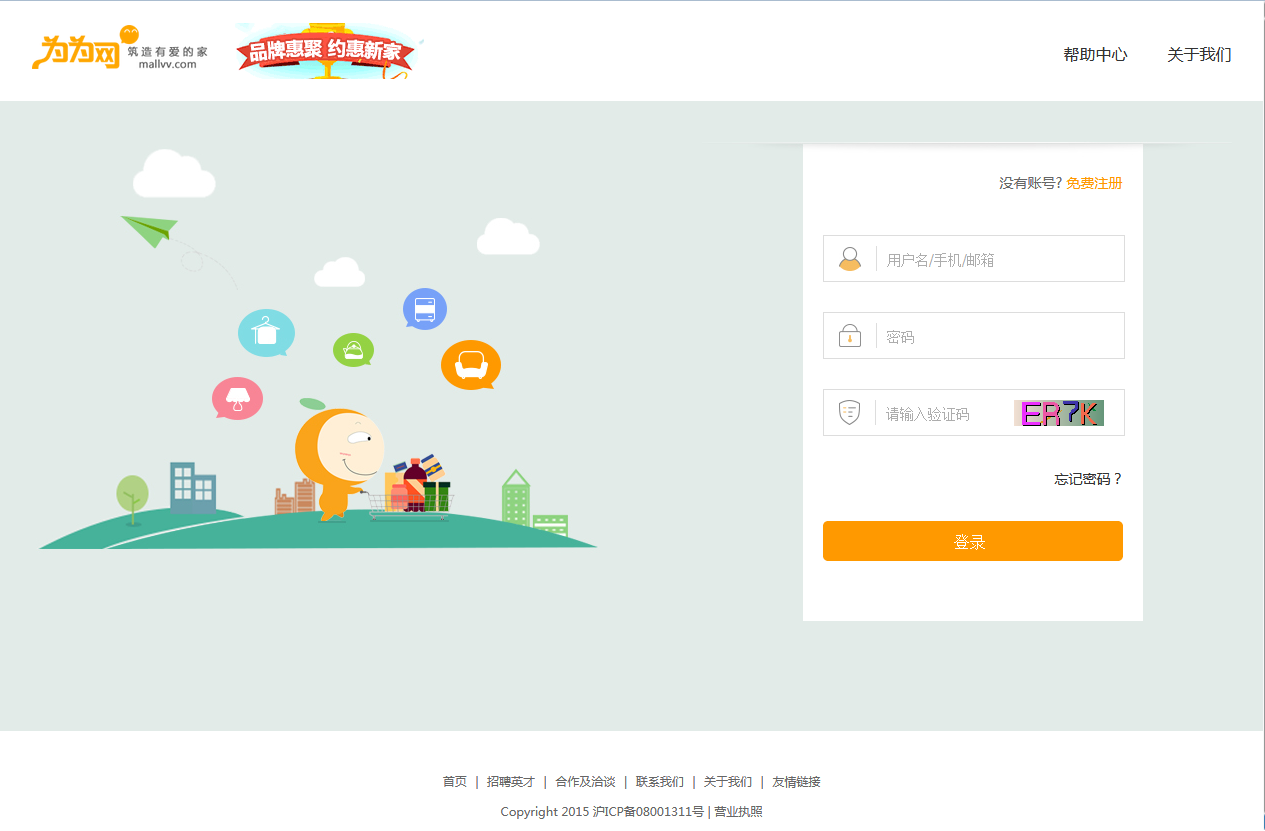 为为网
筑造有爱的家
mallvv.com
品牌惠聚 约惠新家
帮助中心 关于我们
没有账号? 免费注册
用户名/手机/邮箱
密码
请输入验证码 ER7K
忘记密码？
登录
首页 | 招聘英才 | 合作及洽谈 | 联系我们 | 关于我们 | 友情链接
Copyright 2015 沪ICP备08001311号 | 营业执照